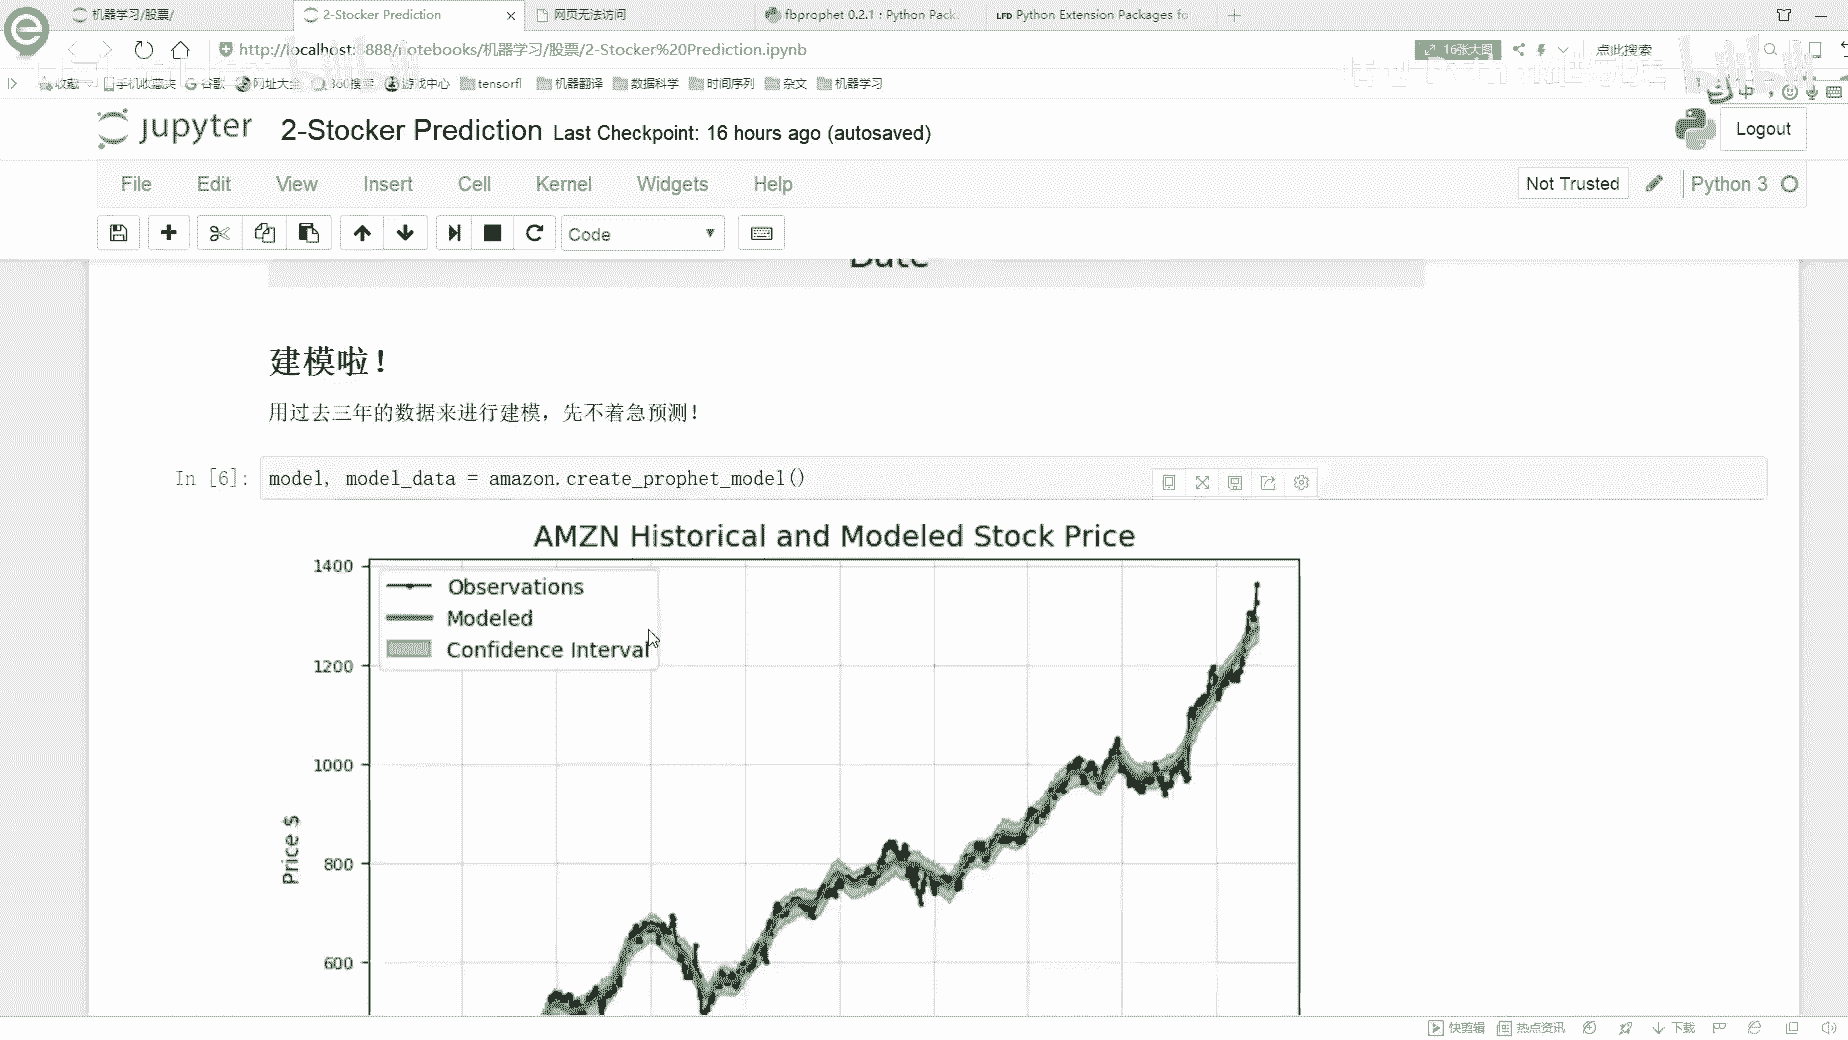 机器学习/股票/
2-Stocker Prediction
网页无法访问
fbprophet 0.2.1 : Python Pack
LFD Python Extension Packages fo
http://localhost:8888/notebooks/机器学习/股票/2-Stocker%20Prediction.ipynb
16张大图
点此搜索
收藏
手机收藏夹
谷歌
网址大全
360搜索
游戏中心
tensorfl
机器翻译
数据科学
时间序列
杂文
机器学习
中
jupyter
2-Stocker Prediction
Last Checkpoint: 16 hours ago (autosaved)
Logout
File
Edit
View
Insert
Cell
Kernel
Widgets
Help
Not Trusted
Python 3
Code
Date
建模啦！
用过去三年的数据来进行建模，先不着急预测！
In [6]:
model, model_data = amazon.create_prophet_model()
AMZN Historical and Modeled Stock Price
1400
Observations
Modeled
Confidence Interval
1200
1000
Price $
800
600
快剪辑
热点资讯
下载